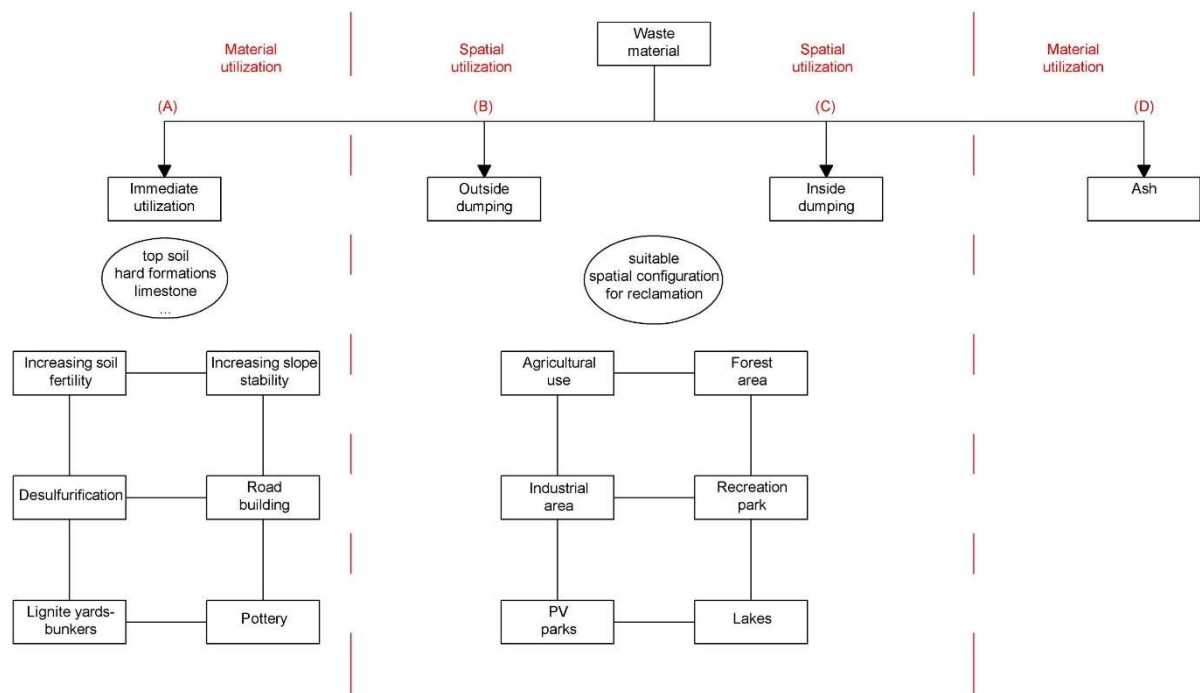 Waste
material
Material
utilization
Spatial
utilization
Spatial
utilization
Material
utilization
(A)
(B)
(C)
(D)
Immediate
utilization
Outside
dumping
Inside
dumping
Ash
top soil
hard formations
limestone
...
suitable
spatial configuration
for reclamation
Increasing soil
fertility
Increasing slope
stability
Agricultural
use
Forest
area
Desulfurification
Road
building
Industrial
area
Recreation
park
Lignite yards-
bunkers
Pottery
PV
parks
Lakes